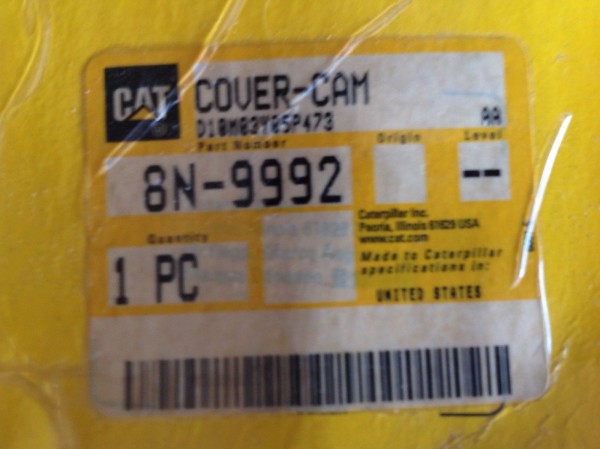 CAT
COVER-CAM
D10M03Y05P473
AA
Part Number
Origin
Level
8N-9992
--
Quantity
1 PC
Caterpillar Inc.
Peoria, Illinois 61629 USA
www.cat.com
Made to Caterpillar
specifications in:
UNITED STATES